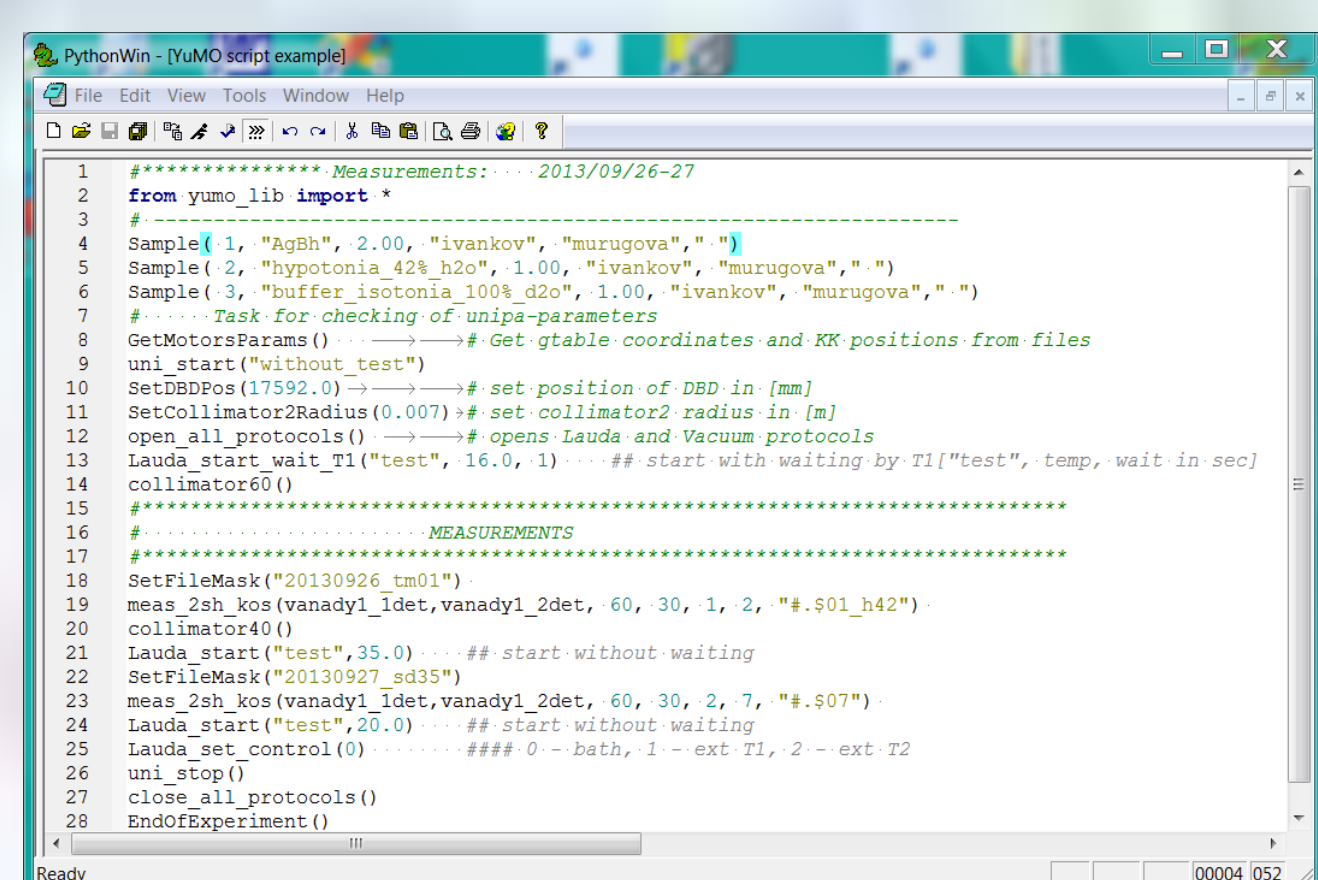 PythonWin - [YuMO script example]
File Edit View Tools Window Help
1 #*************** Measurements: 2013/09/26-27
2 from yumo_lib import *
3 # -------------------------------------------------------------------
4 Sample( 1, "AgBh", 2.00, "ivankov", "murugova"," ")
5 Sample( 2, "hypotonia_42%_h2o", 1.00, "ivankov", "murugova"," ")
6 Sample( 3, "buffer_isotonia_100%_d2o", 1.00, "ivankov", "murugova"," ")
7 # Task for checking of unipa-parameters
8 GetMotorsParams() # Get gtable coordinates and KK positions from files
9 uni_start("without_test")
10 SetDBDPos(17592.0) # set position of DBD in [mm]
11 SetCollimator2Radius(0.007) # set collimator2 radius in [m]
12 open_all_protocols() # opens Lauda and Vacuum protocols
13 Lauda_start_wait_T1("test", 16.0, 1) ## start with waiting by T1["test", temp, wait in sec]
14 collimator60()
15 #*****************************************************************************
16 # MEASUREMENTS
17 #*****************************************************************************
18 SetFileMask("20130926_tm01")
19 meas_2sh_kos(vanady1_1det,vanady1_2det, 60, 30, 1, 2, "#.$01_h42")
20 collimator40()
21 Lauda_start("test",35.0) ## start without waiting
22 SetFileMask("20130927_sd35")
23 meas_2sh_kos(vanady1_1det,vanady1_2det, 60, 30, 2, 7, "#.$07")
24 Lauda_start("test",20.0) ## start without waiting
25 Lauda_set_control(0) #### 0 - bath, 1 - ext T1, 2 - ext T2
26 uni_stop()
27 close_all_protocols()
28 EndOfExperiment()
Ready 00004 052